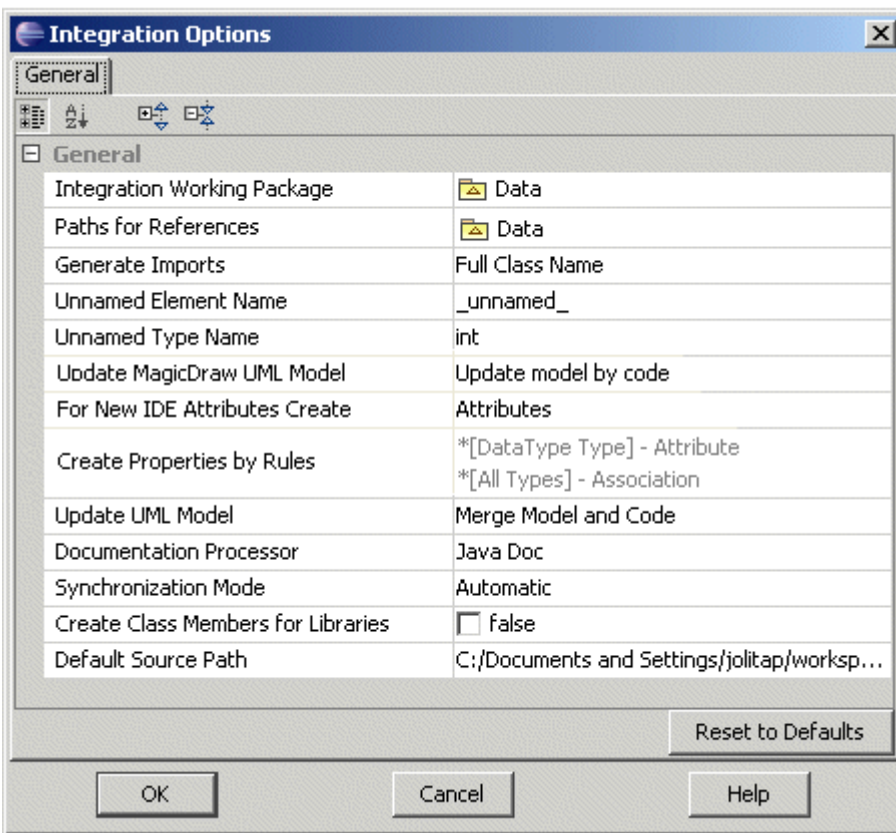 Integration Options
General
General
Integration Working Package Data
Paths for References Data
Generate Imports Full Class Name
Unnamed Element Name _unnamed_
Unnamed Type Name int
Update MagicDraw UML Model Update model by code
For New IDE Attributes Create Attributes
Create Properties by Rules *[DataType Type] - Attribute
*[All Types] - Association
Update UML Model Merge Model and Code
Documentation Processor Java Doc
Synchronization Mode Automatic
Create Class Members for Libraries false
Default Source Path C:/Documents and Settings/jolitap/worksp...
Reset to Defaults
OK Cancel Help